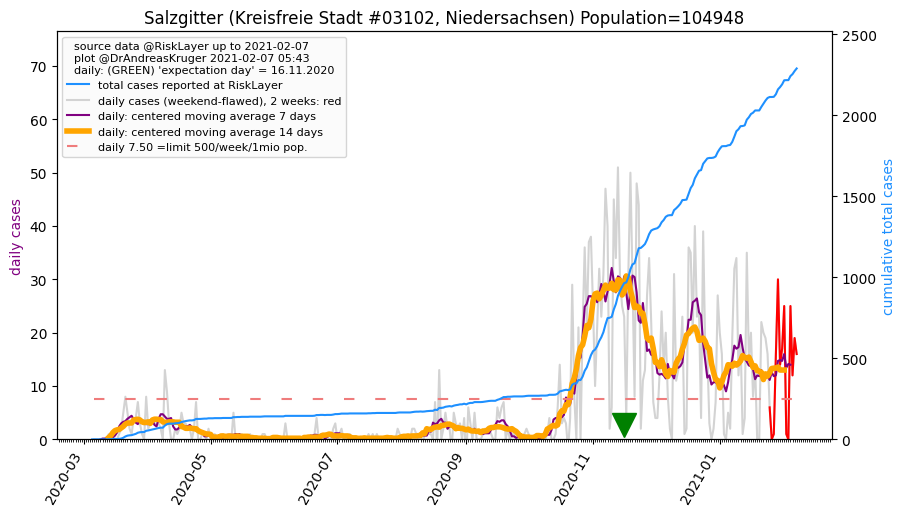 Salzgitter (Kreisfreie Stadt #03102, Niedersachsen) Population=104948
source data @RiskLayer up to 2021-02-07
plot @DrAndreasKruger 2021-02-07 05:43
daily: (GREEN) 'expectation day' = 16.11.2020
total cases reported at RiskLayer
daily cases (weekend-flawed), 2 weeks: red
daily: centered moving average 7 days
daily: centered moving average 14 days
daily 7.50 =limit 500/week/1mio pop.
daily cases
70
60
50
40
30
20
10
0
cumulative total cases
2500
2000
1500
1000
500
0
2020-03
2020-05
2020-07
2020-09
2020-11
2021-01